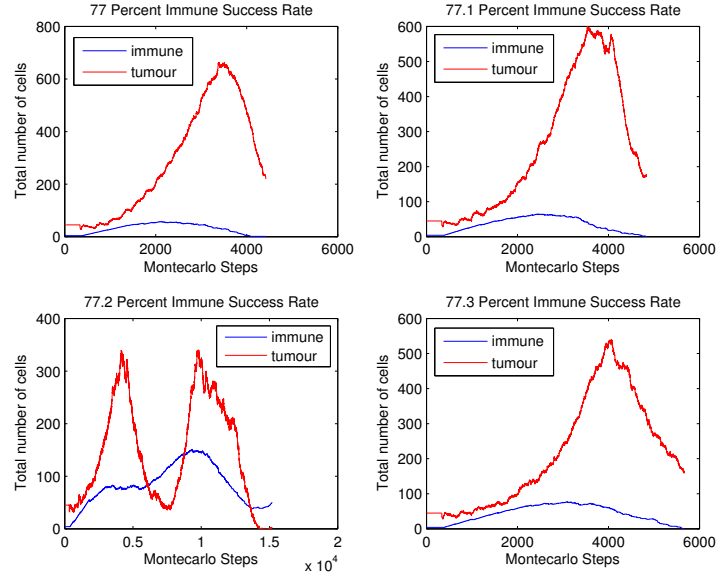 77 Percent Immune Success Rate
800
600
400
200
0
0
2000
4000
6000
Total number of cells
Montecarlo Steps
immune
tumour
77.1 Percent Immune Success Rate
600
500
400
300
200
100
0
0
2000
4000
6000
Total number of cells
Montecarlo Steps
immune
tumour
77.2 Percent Immune Success Rate
400
300
200
100
0
0
0.5
1
1.5
2
x 10^4
Total number of cells
Montecarlo Steps
immune
tumour
77.3 Percent Immune Success Rate
600
500
400
300
200
100
0
0
2000
4000
6000
Total number of cells
Montecarlo Steps
immune
tumour